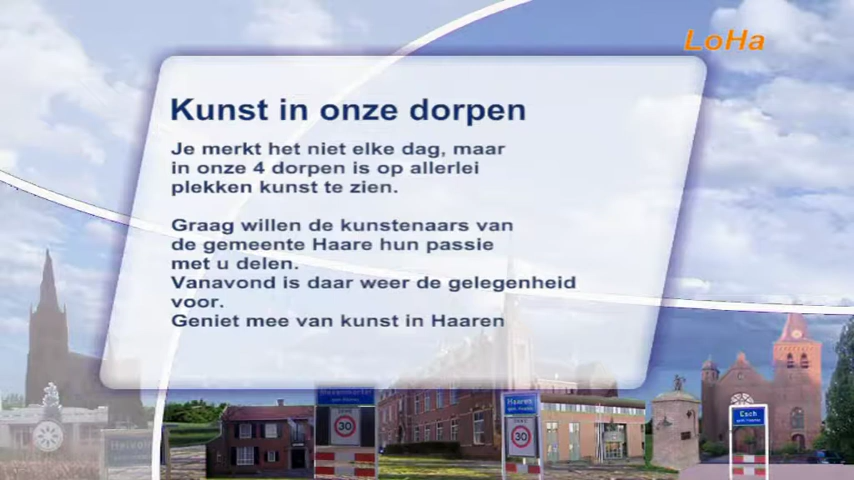 LoHa
Kunst in onze dorpen
Je merkt het niet elke dag, maar
in onze 4 dorpen is op allerlei
plekken kunst te zien.
Graag willen de kunstenaars van
de gemeente Haare hun passie
met u delen.
Vanavond is daar weer de gelegenheid
voor.
Geniet mee van kunst in Haaren
Haaren
30
30
Esch